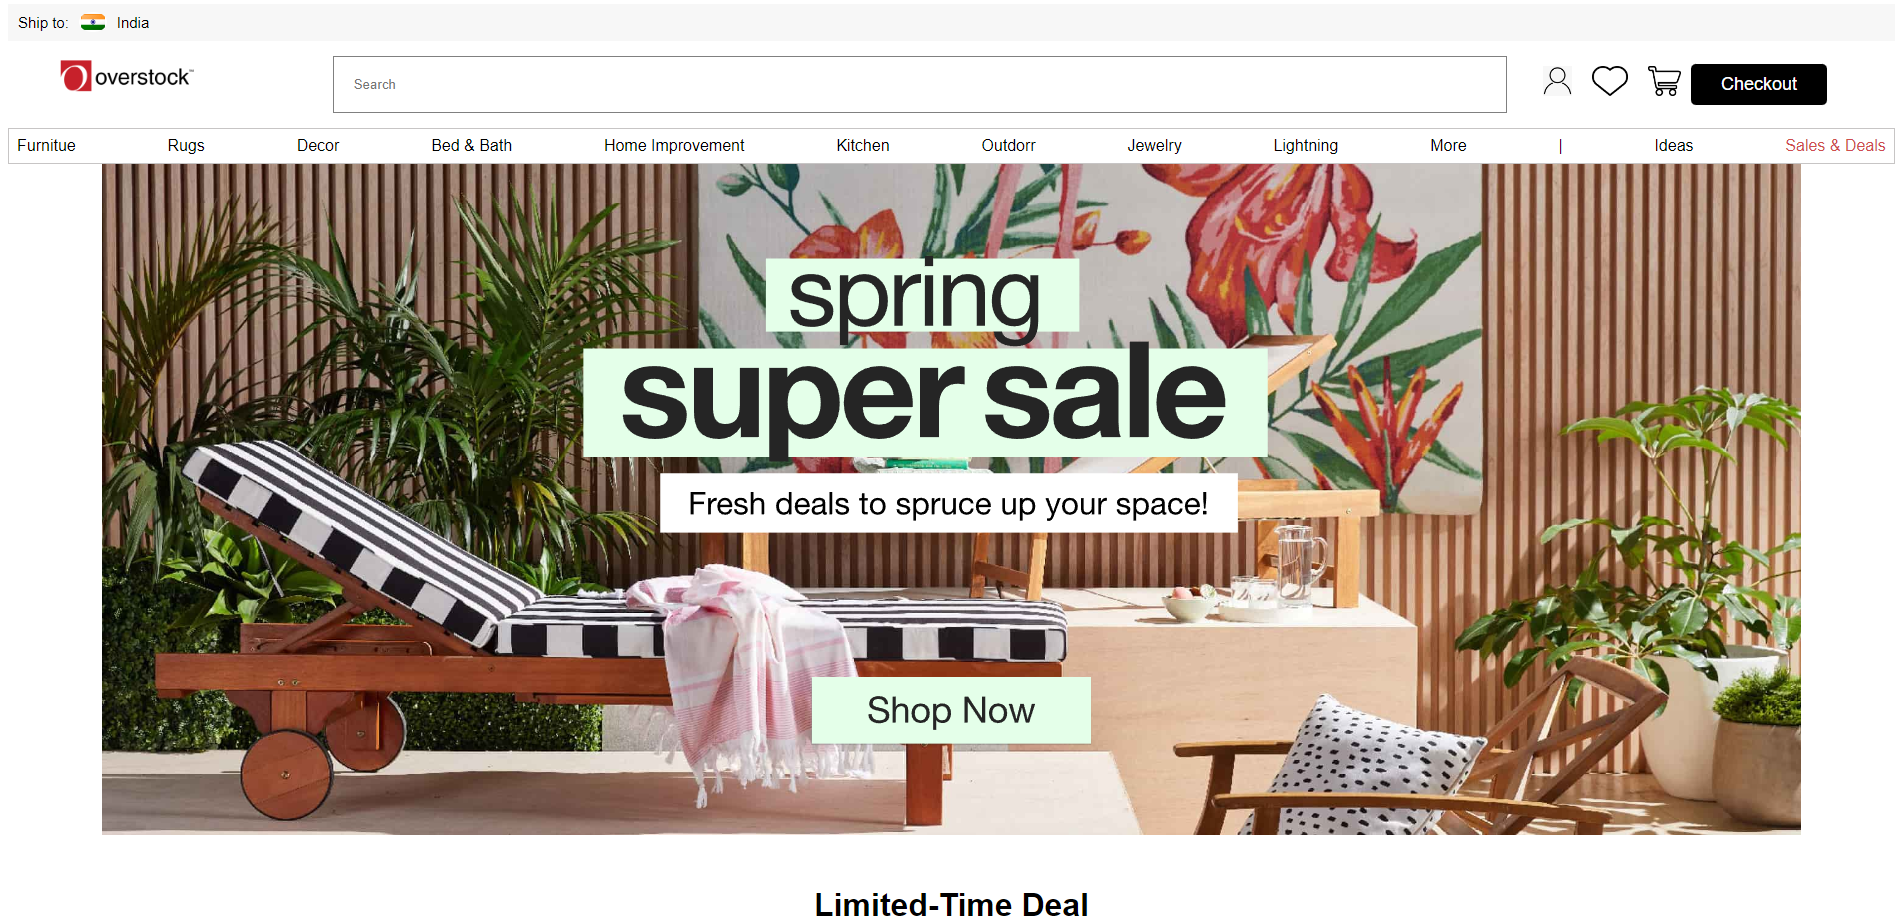 Ship to: India
overstock™
Search
Checkout
Furnitue Rugs Decor Bed & Bath Home Improvement Kitchen Outdorr Jewelry Lightning More | Ideas Sales & Deals
spring
super sale
Fresh deals to spruce up your space!
Shop Now
Limited-Time Deal